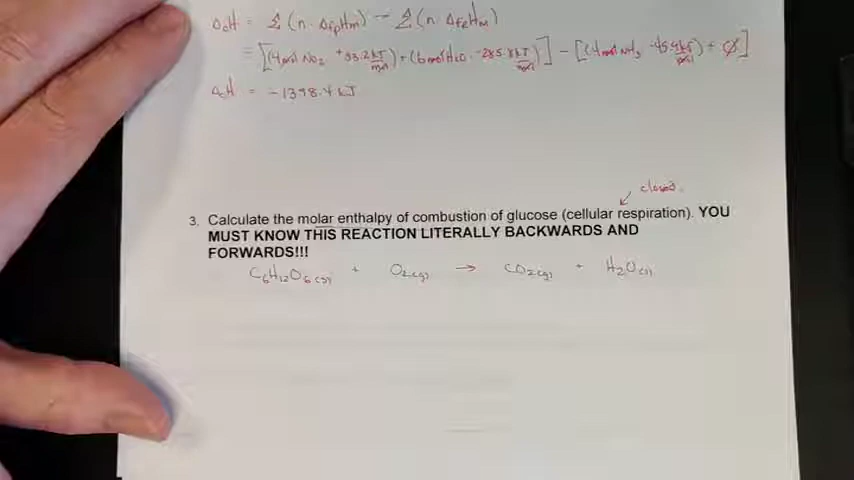 ΔcH = Σ(n·ΔfpHm) - Σ(n·ΔfrHm)
= [(4mol NO2 · +33.2 kJ/mol) + (6mol H2O · -285.8 kJ/mol)] - [(4mol NH3 · -45.9 kJ/mol) + Ø]
ΔcH = -1398.4 kJ
closed.
3. Calculate the molar enthalpy of combustion of glucose (cellular respiration). YOU
MUST KNOW THIS REACTION LITERALLY BACKWARDS AND
FORWARDS!!!
C6H12O6(s) + O2(g) → CO2(g) + H2O(l)